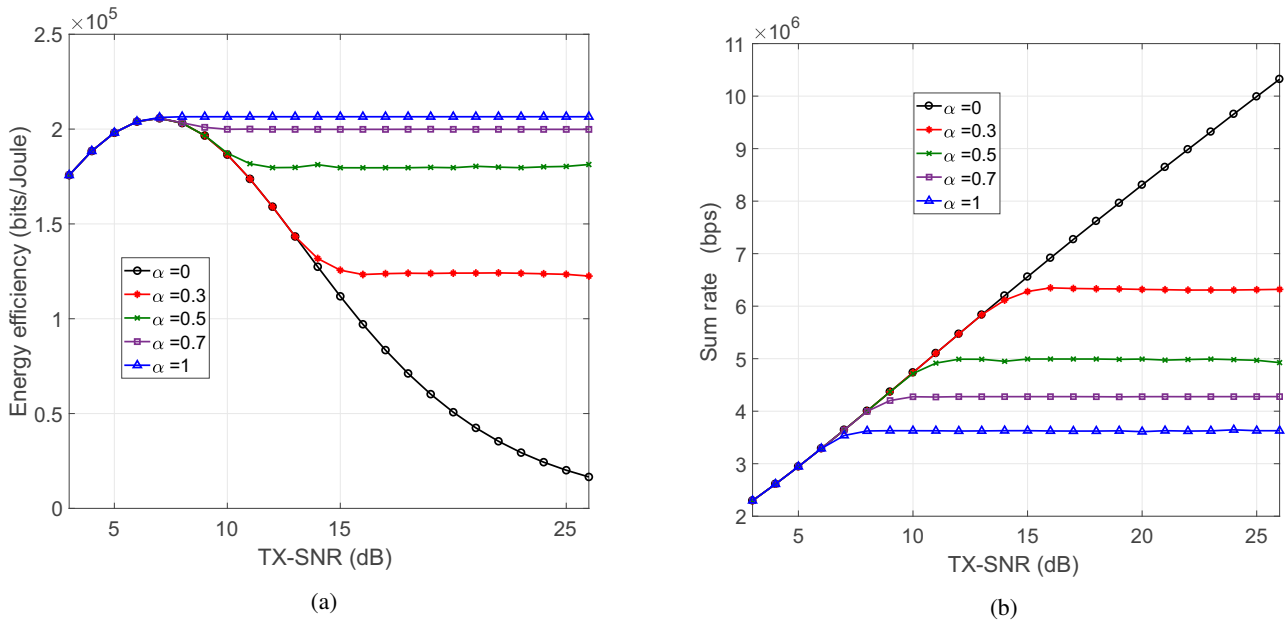 ×10^5
2.5
2
1.5
1
0.5
0
Energy efficiency (bits/Joule)
α =0
α =0.3
α =0.5
α =0.7
α =1
5
10
15
25
TX-SNR (dB)
(a)
×10^6
11
10
9
8
7
6
5
4
3
2
Sum rate (bps)
α =0
α =0.3
α =0.5
α =0.7
α =1
5
10
15
20
25
TX-SNR (dB)
(b)